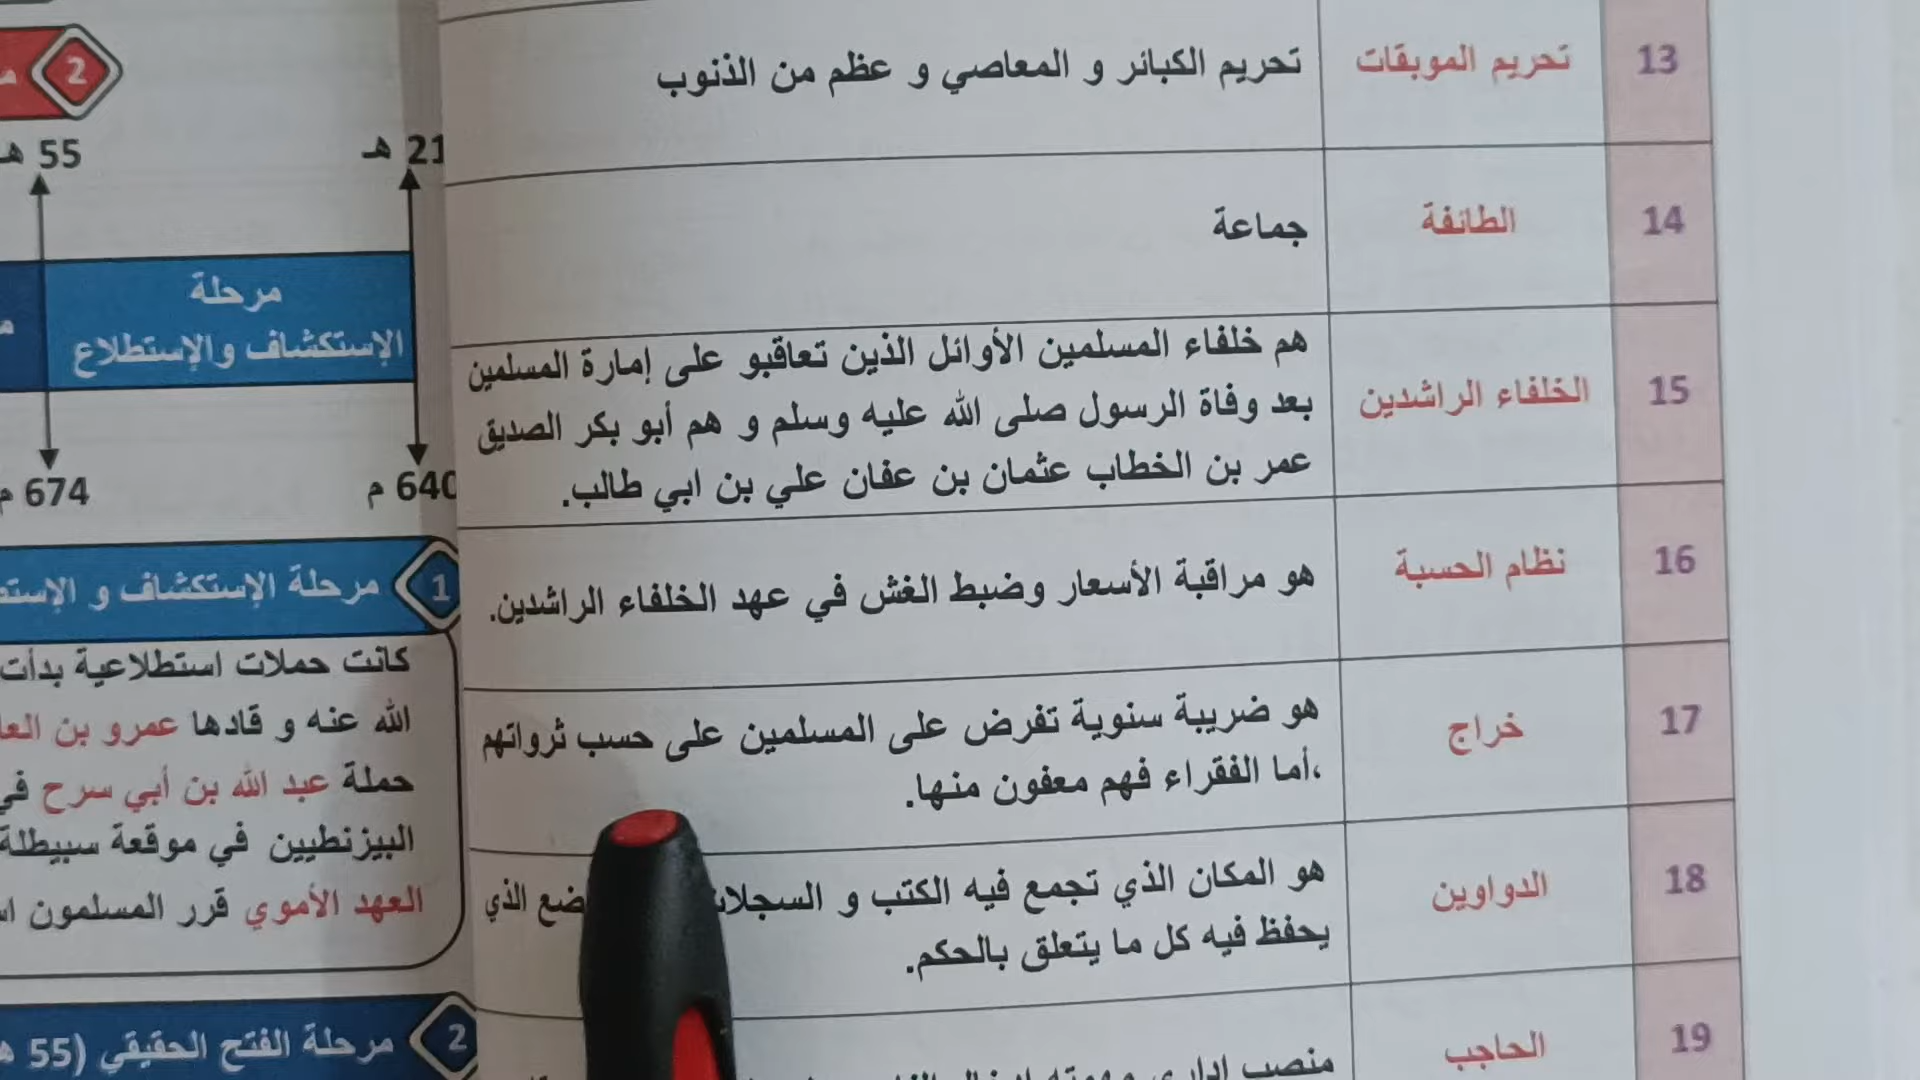 13
تحريم الموبقات
تحريم الكبائر و المعاصي و عظم من الذنوب
14
الطائفة
جماعة
15
الخلفاء الراشدين
هم خلفاء المسلمين الأوائل الذين تعاقبو على إمارة المسلمين
بعد وفاة الرسول صلى الله عليه وسلم و هم أبو بكر الصديق
عمر بن الخطاب عثمان بن عفان علي بن ابي طالب.
16
نظام الحسبة
هو مراقبة الأسعار وضبط الغش في عهد الخلفاء الراشدين.
17
خراج
هو ضريبة سنوية تفرض على المسلمين على حسب ثرواتهم
،أما الفقراء فهم معفون منها.
18
الدواوين
هو المكان الذي تجمع فيه الكتب و الذي
يحفظ فيه كل ما يتعلق بالحكم.
19
الحاجب
منصب إداري
2
21 هـ
55 هـ
مرحلة
الإستكشاف والإستطلاع
640 م
674 م
1
مرحلة الإستكشاف و
كانت حملات استطلاعية بدأت
الله عنه و قادها عمرو بن
حملة عبد الله بن أبي سرح في
البيزنطيين في موقعة سبيطلة
العهد الأموي قرر المسلمون
2
مرحلة الفتح الحقيقي (55